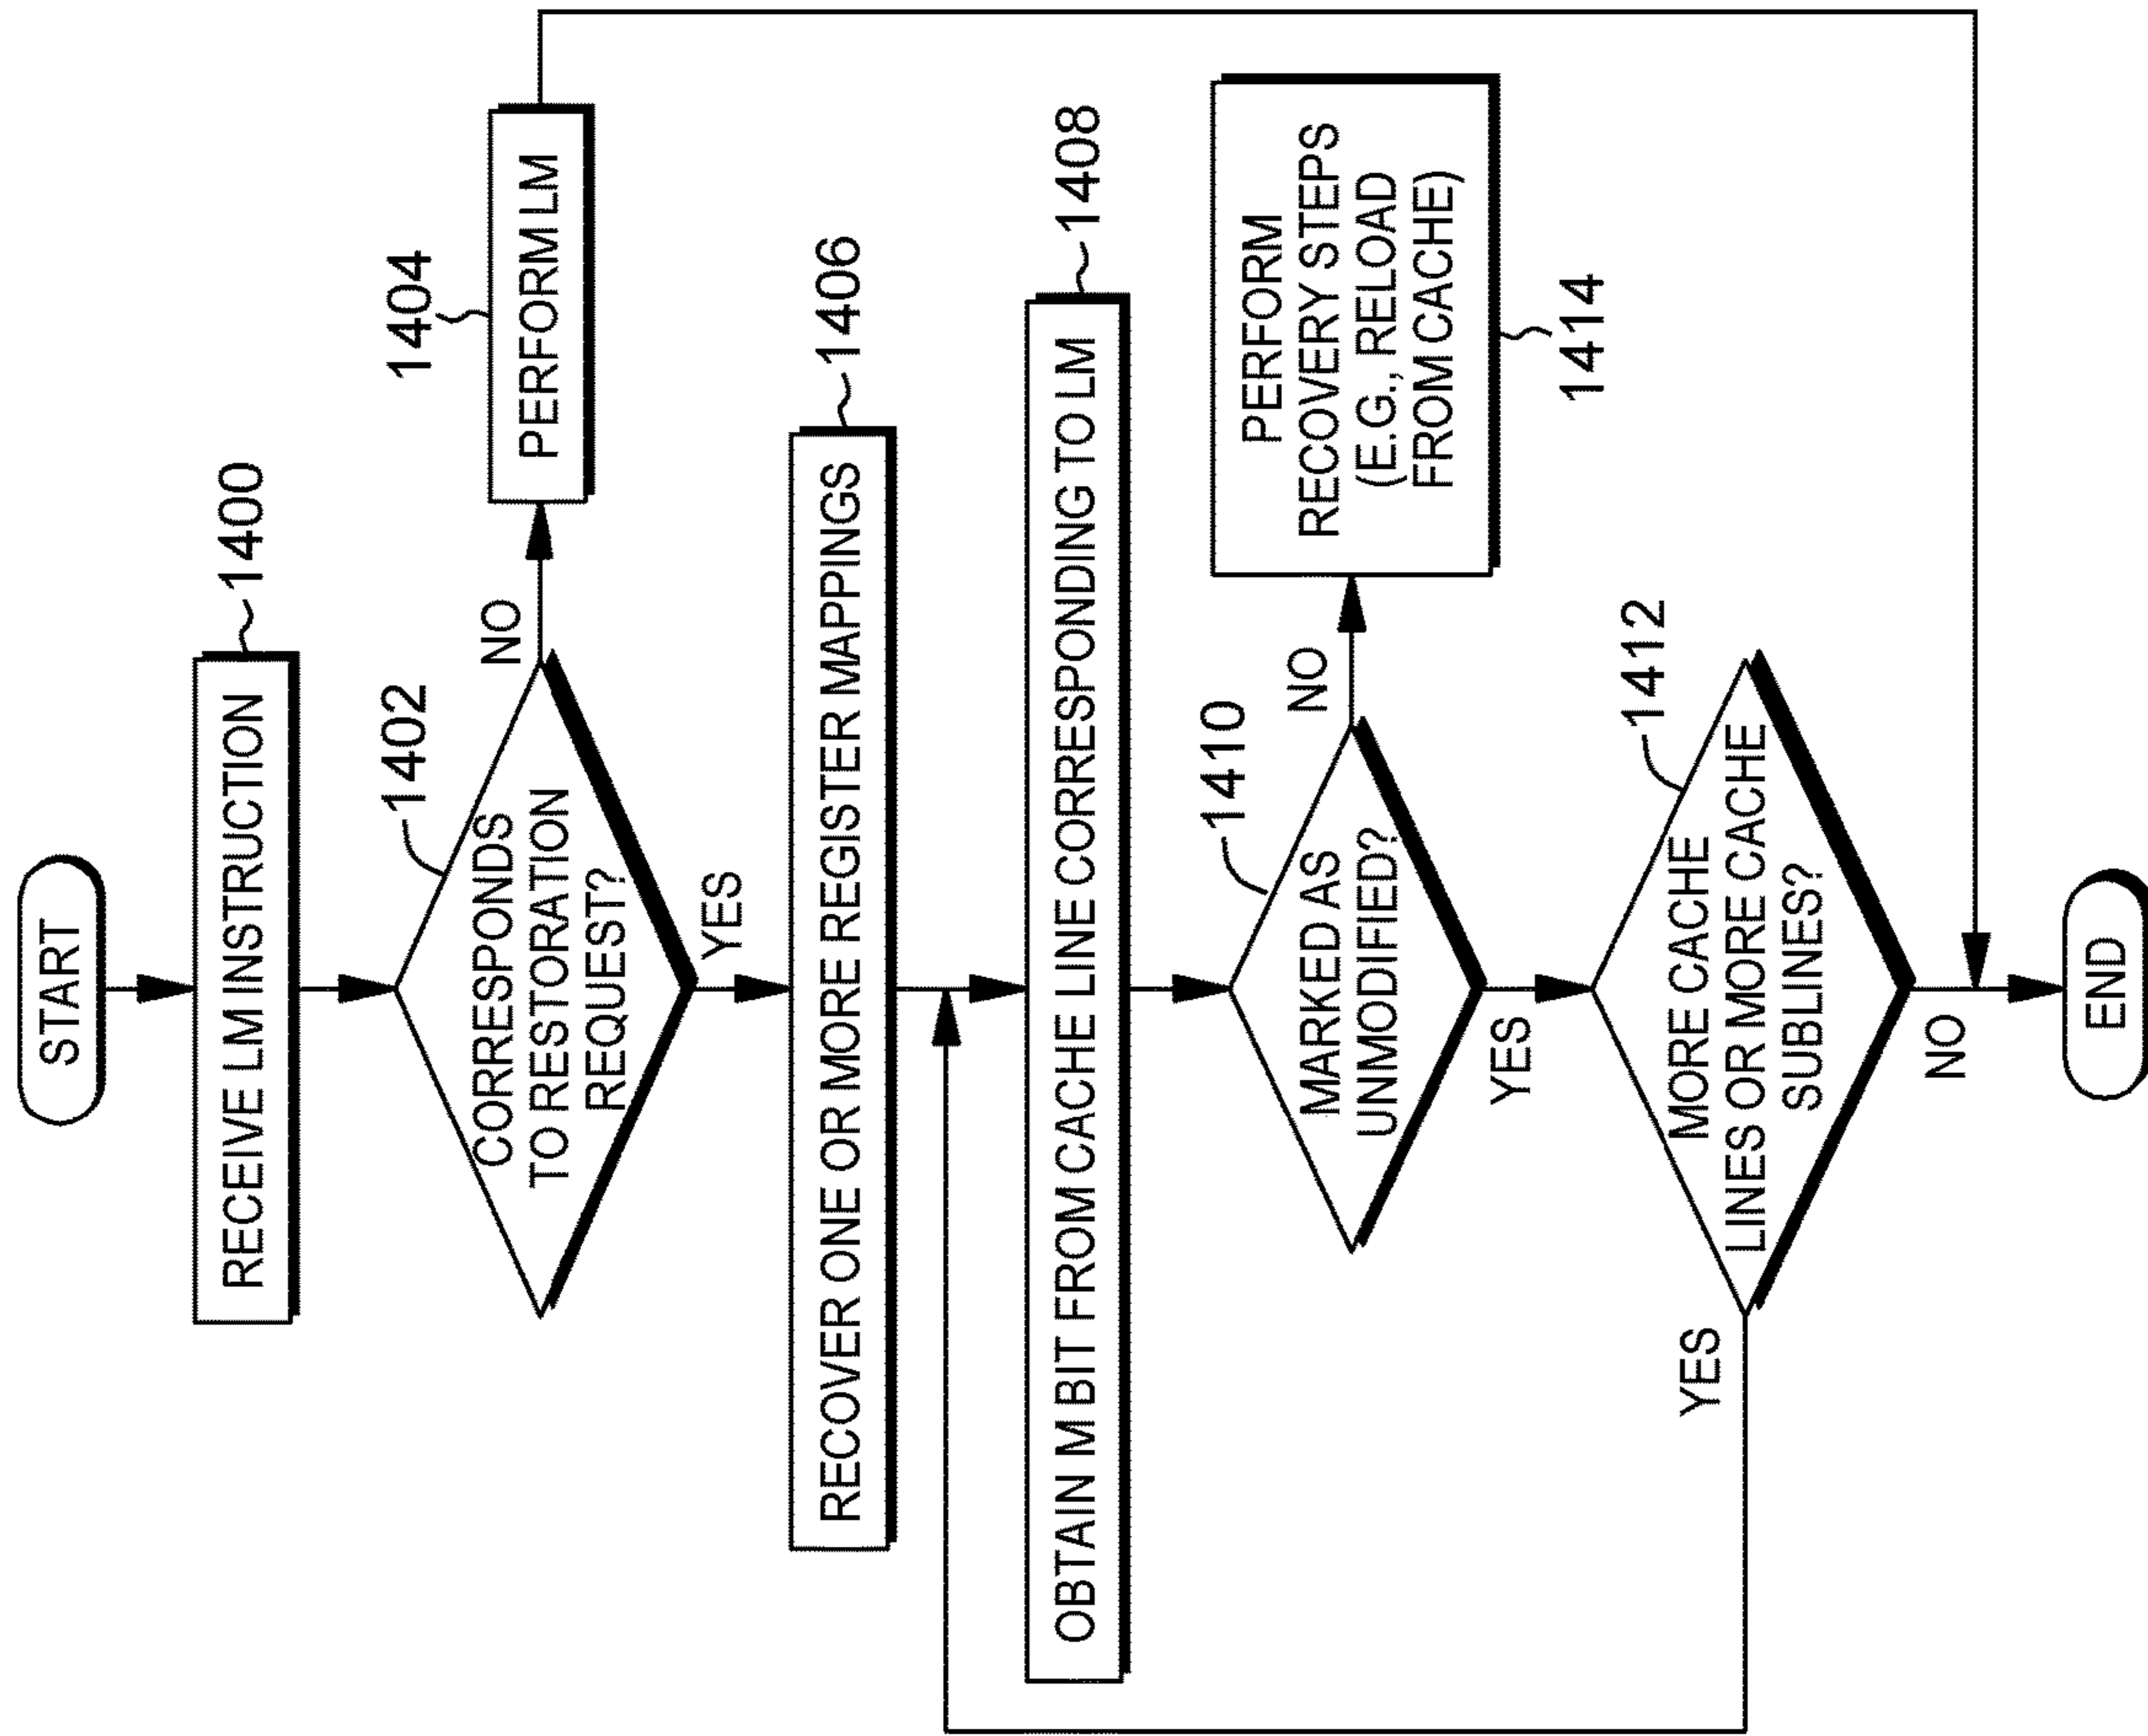 START
RECEIVE LM INSTRUCTION
1400
1402
CORRESPONDS
TO RESTORATION
REQUEST?
NO
1404
PERFORM LM
YES
RECOVER ONE OR MORE REGISTER MAPPINGS
1406
OBTAIN M BIT FROM CACHE LINE CORRESPONDING TO LM
1408
1410
MARKED AS
UNMODIFIED?
NO
PERFORM
RECOVERY STEPS
(E.G., RELOAD
FROM CACHE)
1414
YES
1412
MORE CACHE
LINES OR MORE CACHE
SUBLINES?
YES
NO
END